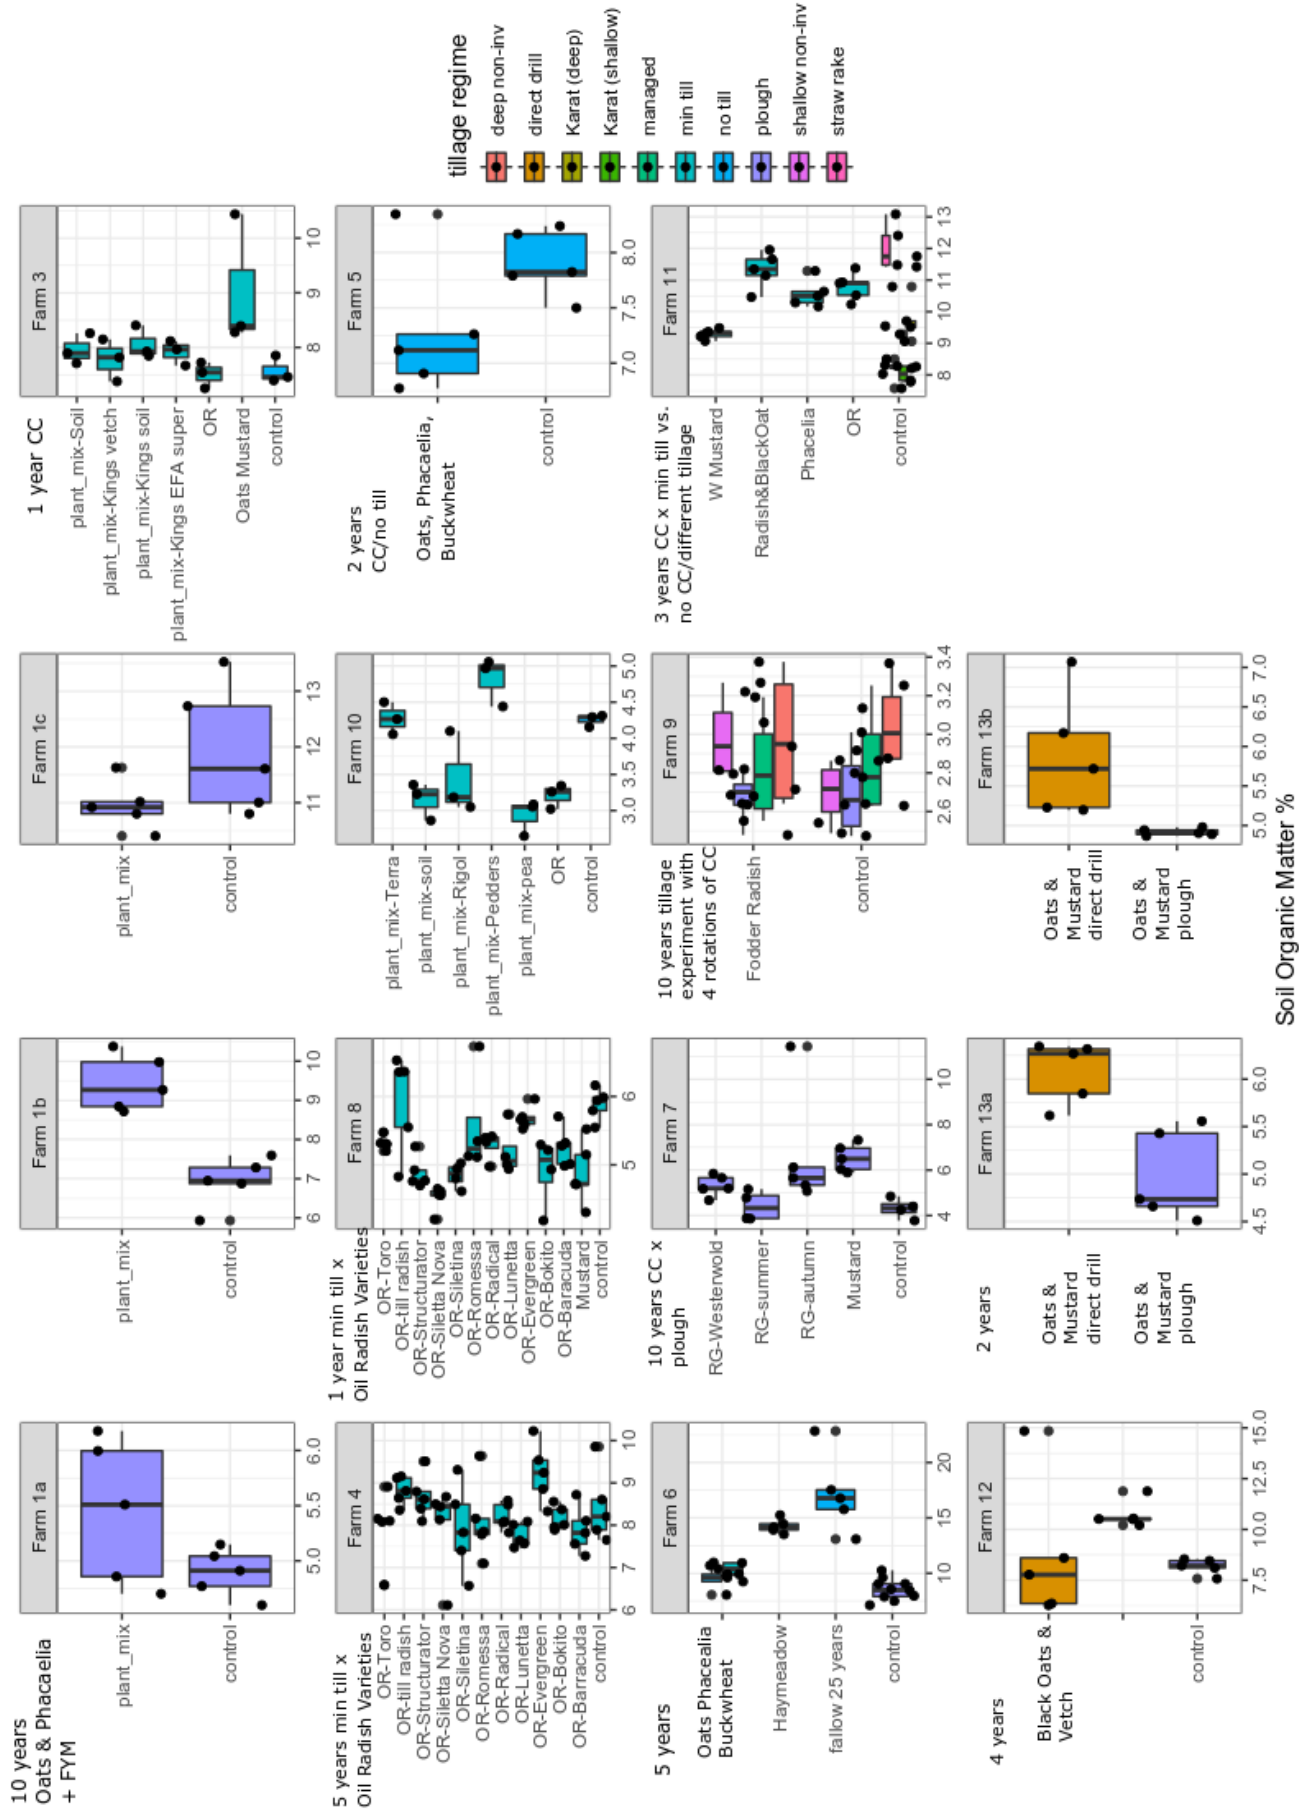 10 years
Oats & Phacaelia
+ FYM
Farm 1a
plant_mix
control
5.0 5.5 6.0
Farm 1b
plant_mix
control
6 7 8 9 10
Farm 1c
plant_mix
control
11 12 13
1 year CC
Farm 3
plant_mix-Soil
plant_mix-Kings vetch
plant_mix-Kings soil
plant_mix-Kings EFA super
OR
Oats Mustard
control
8 9 10
5 years min till x
Oil Radish Varieties
Farm 4
OR-Toro
OR-till radish
OR-Structurator
OR-Siletta Nova
OR-Siletina
OR-Romessa
OR-Radical
OR-Lunetta
OR-Evergreen
OR-Bokito
OR-Barracuda
control
6 7 8 9 10
1 year min till x
Oil Radish Varieties
Farm 8
OR-Toro
OR-till radish
OR-Structurator
OR-Siletta Nova
OR-Siletina
OR-Romessa
OR-Radical
OR-Lunetta
OR-Evergreen
OR-Bokito
OR-Baracuda
Mustard
control
5 6
Farm 10
plant_mix-Terra
plant_mix-soil
plant_mix-Rigol
plant_mix-Pedders
plant_mix-pea
OR
control
3.0 3.5 4.0 4.5 5.0
2 years
CC/no till
Farm 5
Oats, Phacaelia,
Buckwheat
control
7.0 7.5 8.0
tillage regime
deep non-inv
direct drill
Karat (deep)
Karat (shallow)
managed
min till
no till
plough
shallow non-inv
straw rake
5 years
Farm 6
Oats Phacealia
Buckwheat
Haymeadow
fallow 25 years
control
10 15 20
10 years CC x
plough
Farm 7
RG-Westerwold
RG-summer
RG-autumn
Mustard
control
4 6 8 10
10 years tillage
experiment with
4 rotations of CC
Farm 9
Fodder Radish
control
2.6 2.8 3.0 3.2 3.4
3 years CC x min till vs.
no CC/different tillage
Farm 11
W Mustard
Radish&BlackOat
Phacelia
OR
control
8 9 10 11 12 13
4 years
Farm 12
Black Oats &
Vetch
control
7.5 10.0 12.5 15.0
2 years
Farm 13a
Oats &
Mustard
direct drill
Oats &
Mustard
plough
4.5 5.0 5.5 6.0
Farm 13b
Oats &
Mustard
direct drill
Oats &
Mustard
plough
5.0 5.5 6.0 6.5 7.0
Soil Organic Matter %